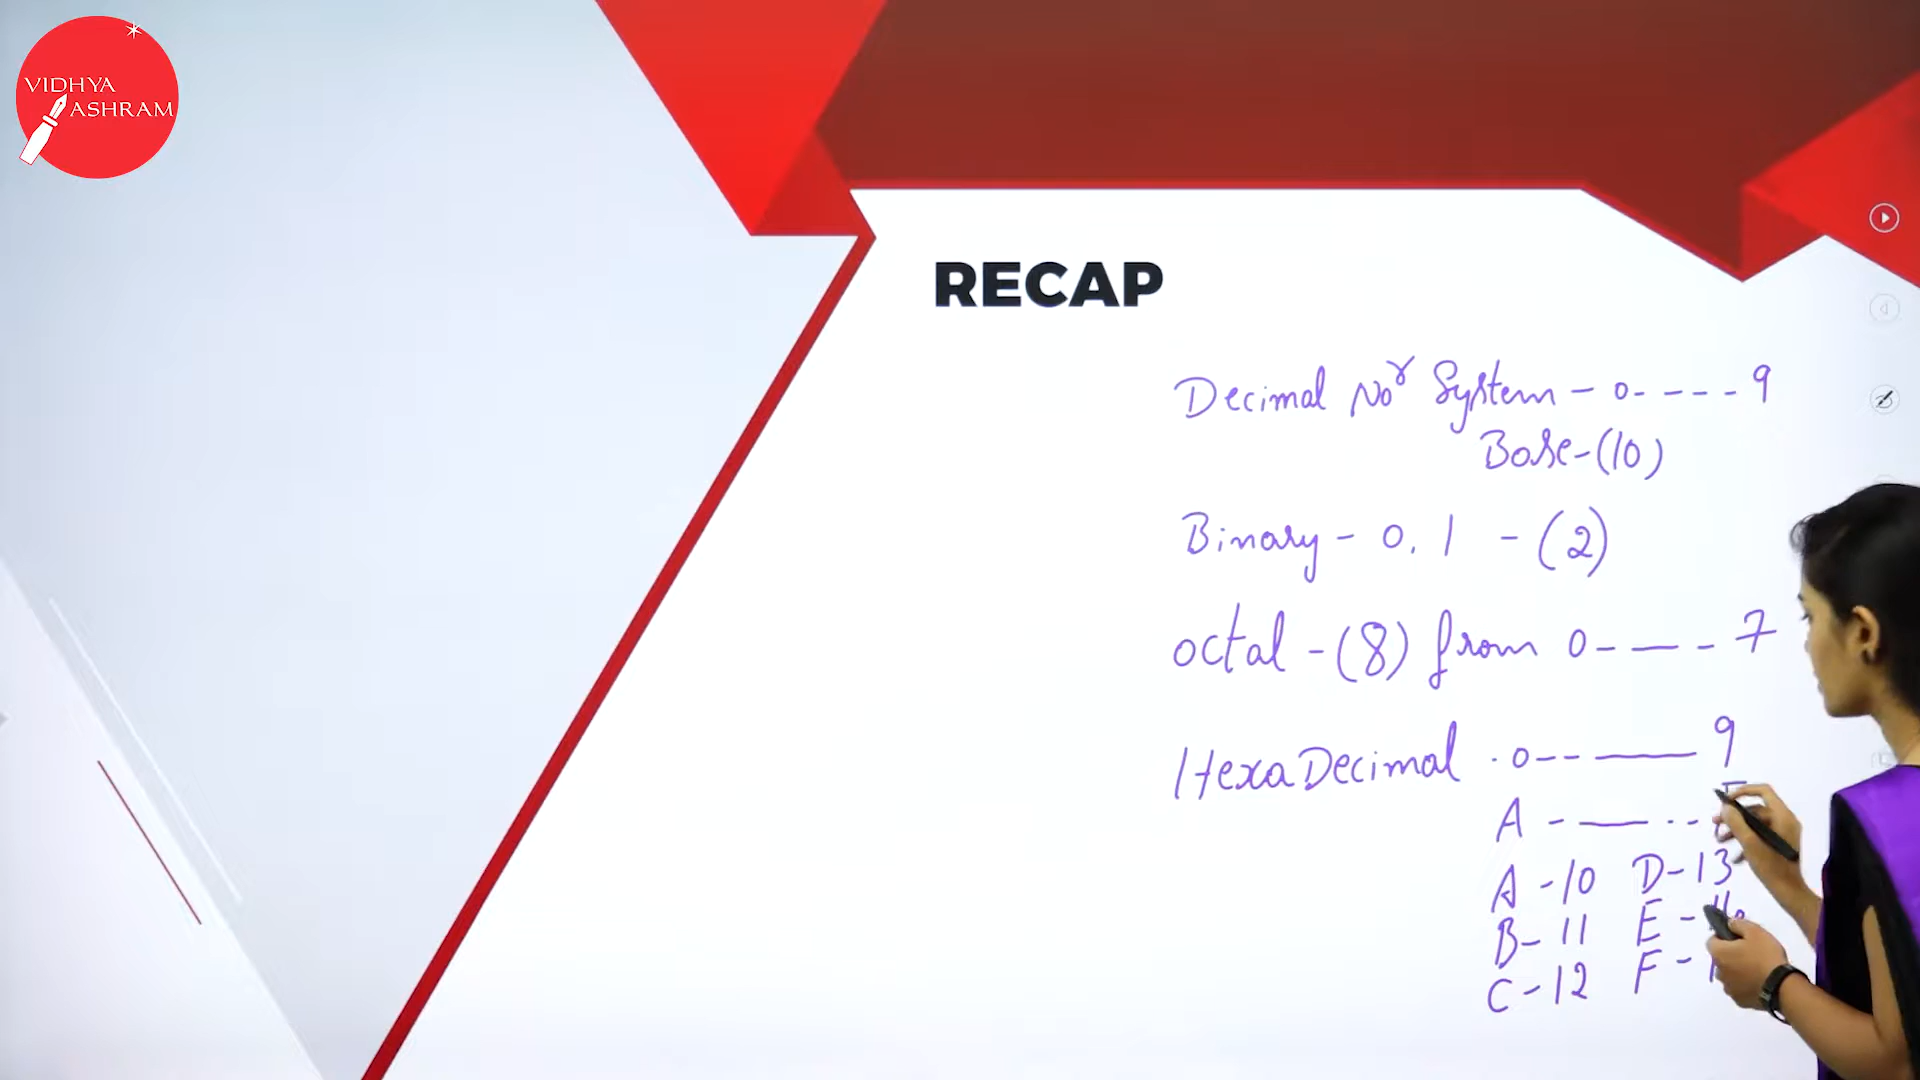 VIDHYA
ASHRAM
RECAP
Decimal No^r System - 0 - - - - 9
Base - (10)
Binary - 0, 1 - (2)
octal - (8) from 0 - — - 7
HexaDecimal . 0 - - —— 9
A - — - -
A - 10 D - 13
B - 11 E -
C - 12 F -